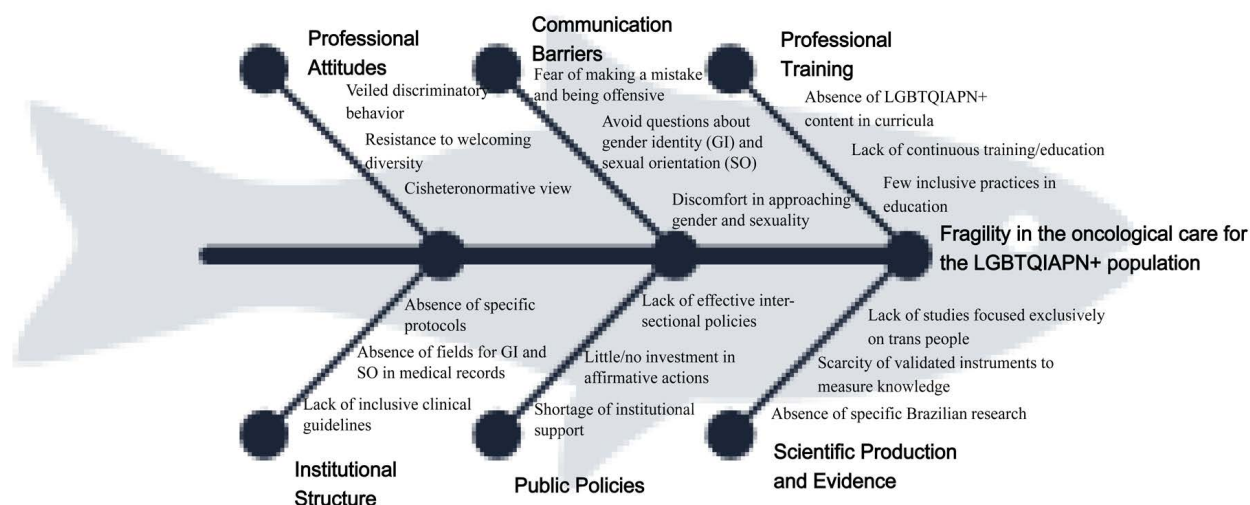 Professional
Attitudes
Veiled discriminatory
behavior
Resistance to welcoming
diversity
Cisheteronormative view
Communication
Barriers
Fear of making a mistake
and being offensive
Avoid questions about
gender identity (GI) and
sexual orientation (SO)
Discomfort in approaching
gender and sexuality
Professional
Training
Absence of LGBTQIAPN+
content in curricula
Lack of continuous training/education
Few inclusive practices in
education
Fragility in the oncological care for
the LGBTQIAPN+ population
Absence of specific
protocols
Absence of fields for GI and
SO in medical records
Lack of inclusive clinical
guidelines
Institutional
Structure
Lack of effective inter-
sectional policies
Little/no investment in
affirmative actions
Shortage of institutional
support
Public Policies
Lack of studies focused exclusively
on trans people
Scarcity of validated instruments to
measure knowledge
Absence of specific Brazilian research
Scientific Production
and Evidence